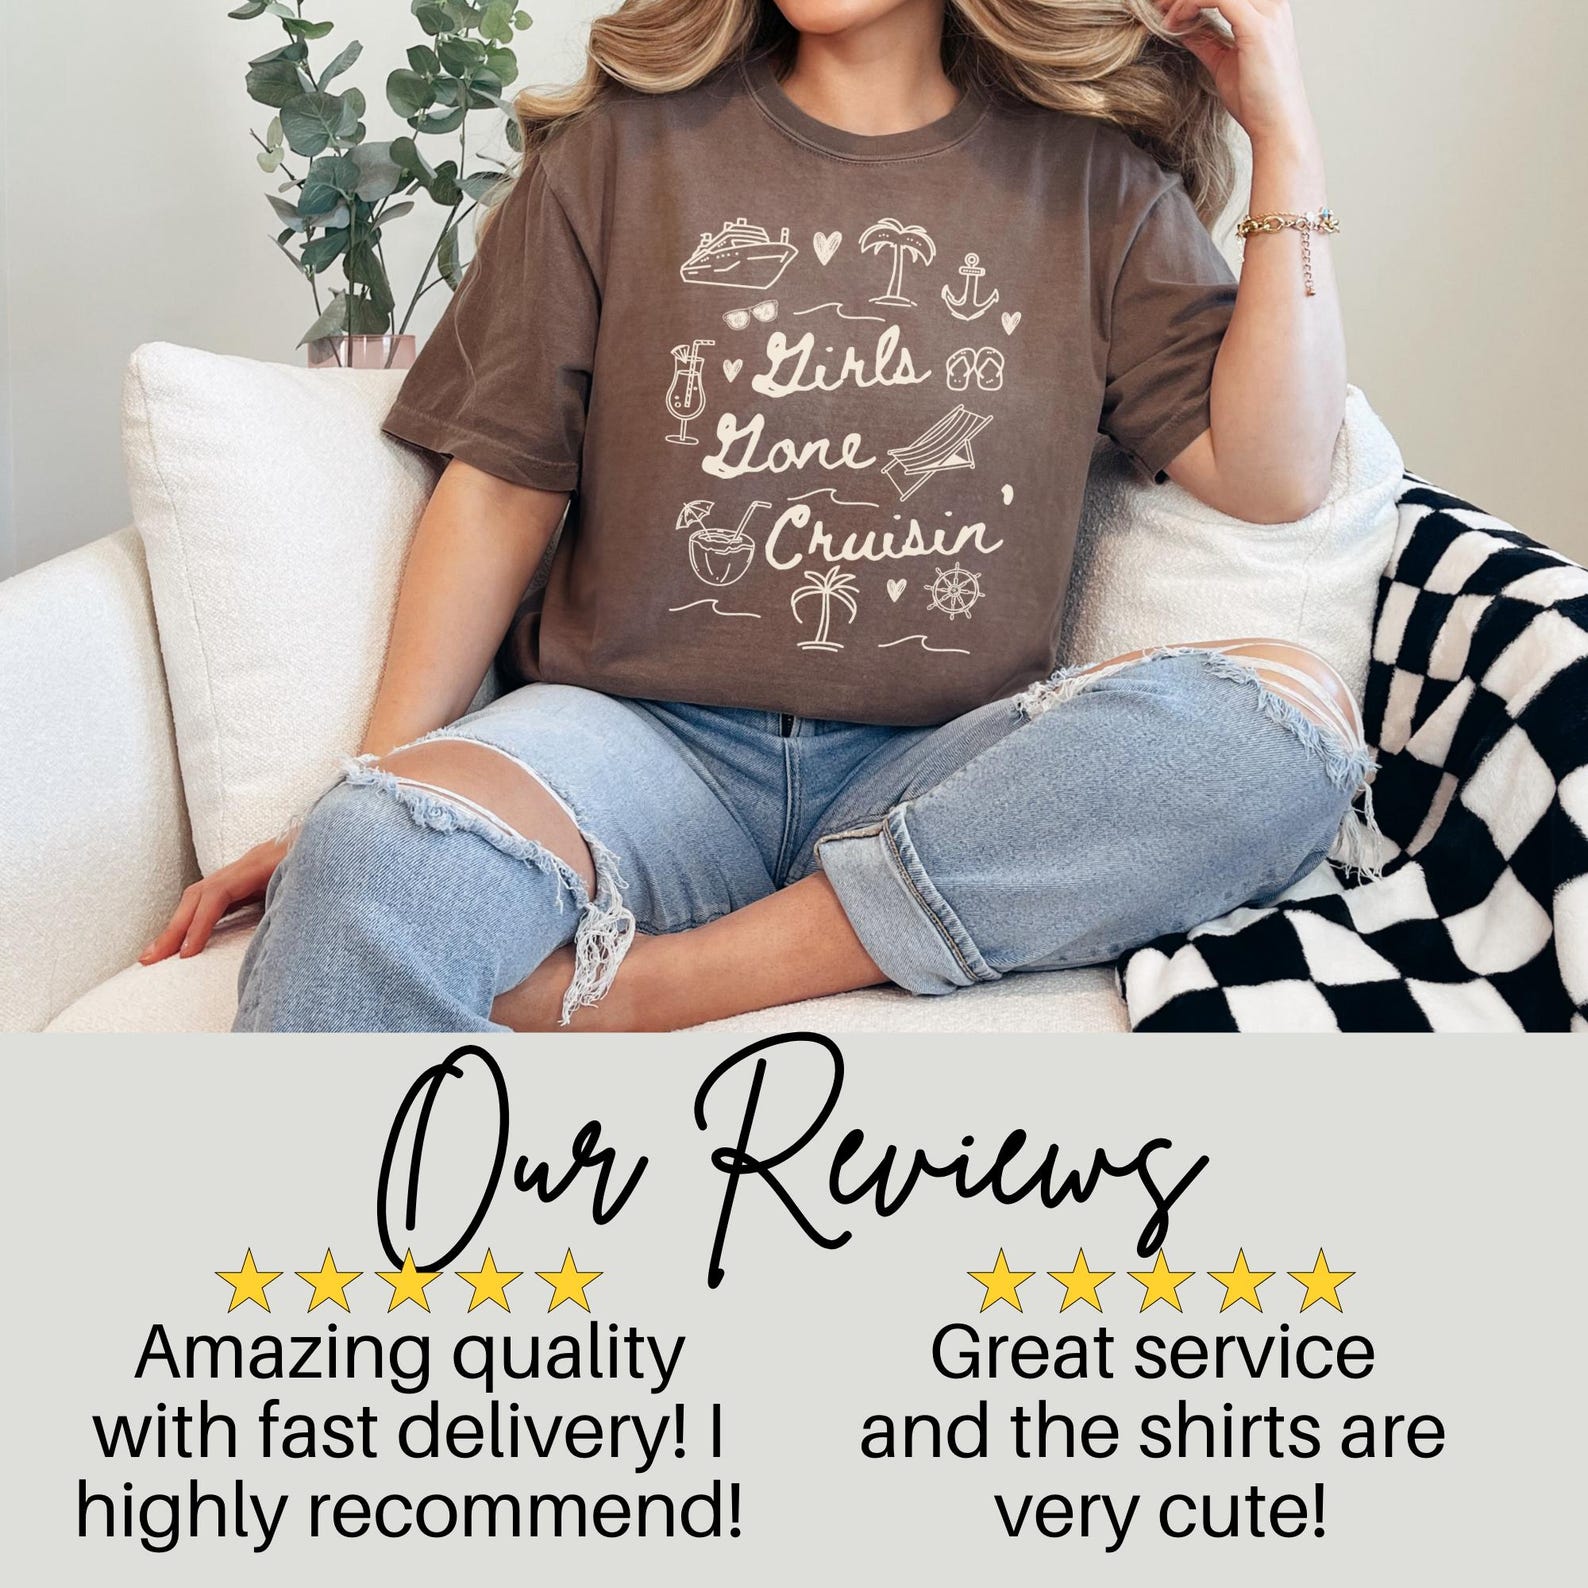 Girls
Gone
Cruisin'
Our Reviews
Amazing quality
with fast delivery! I
highly recommend!
Great service
and the shirts are
very cute!